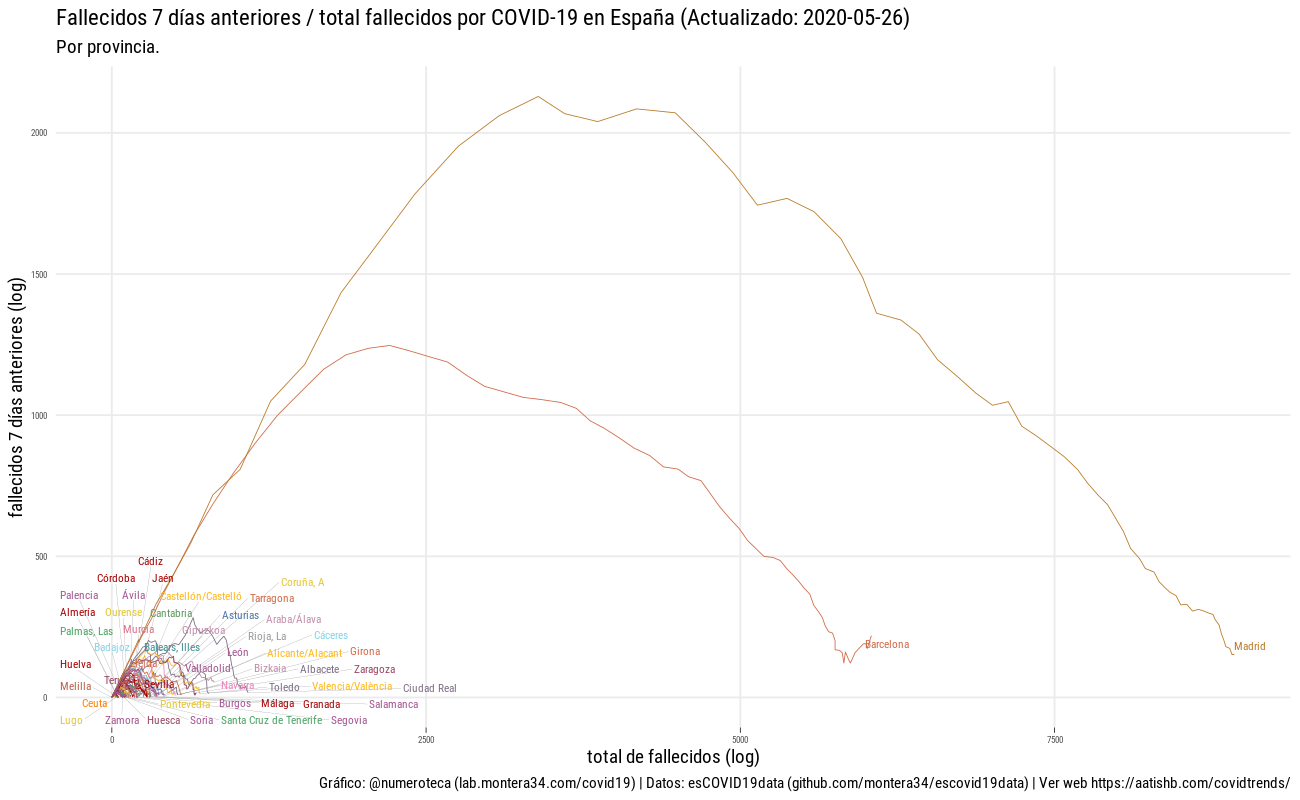 Fallecidos 7 días anteriores / total fallecidos por COVID-19 en España (Actualizado: 2020-05-26)
Por provincia.
fallecidos 7 días anteriores (log)
2000
1500
1000
500
0
Cádiz
Córdoba Jaén
Coruña, A
Palencia Ávila Castellón/Castelló Tarragona
Almería Ourense Cantabria Asturias
Araba/Álava
Palmas, Las Murcia Gipuzkoa
Rioja, La Cáceres
Badajoz Balears, Illes
León Alicante/Alacant Girona
Barcelona
Madrid
Huelva Valladolid Bizkaia Albacete Zaragoza
Melilla Sevilla Navarra Toledo Valencia/València Ciudad Real
Ceuta Pontevedra Burgos Málaga Granada Salamanca
Lugo Zamora Huesca Soria Santa Cruz de Tenerife Segovia
0 2500 5000 7500
total de fallecidos (log)
Gráfico: @numeroteca (lab.montera34.com/covid19) | Datos: esCOVID19data (github.com/montera34/escovid19data) | Ver web https://aatishb.com/covidtrends/